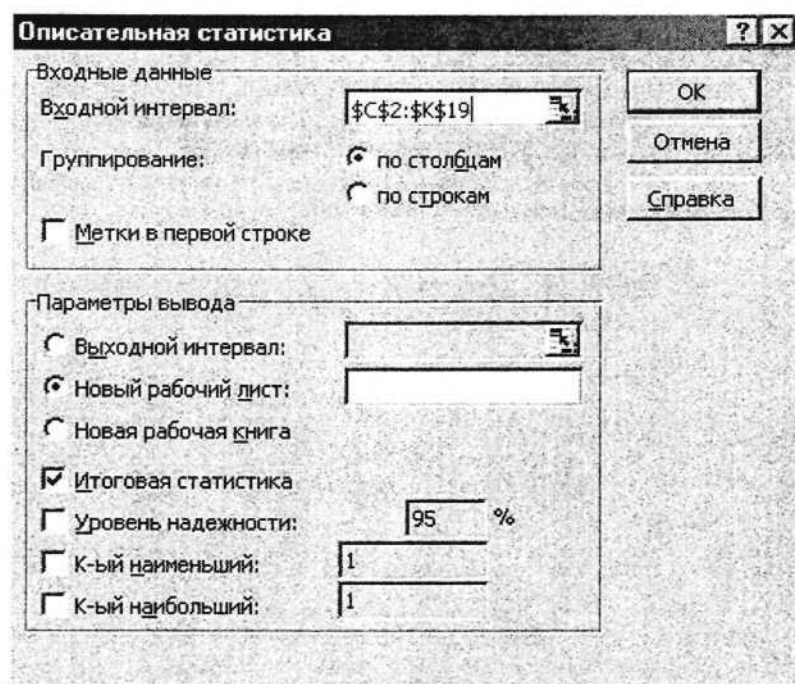 Описательная статистика
Входные данные
Входной интервал: $C$2:$K$19
Группирование: по столбцам
по строкам
Метки в первой строке
OK
Отмена
Справка
Параметры вывода
Выходной интервал:
Новый рабочий лист:
Новая рабочая книга
Итоговая статистика
Уровень надежности: 95 %
К-ый наименьший: 1
К-ый наибольший: 1